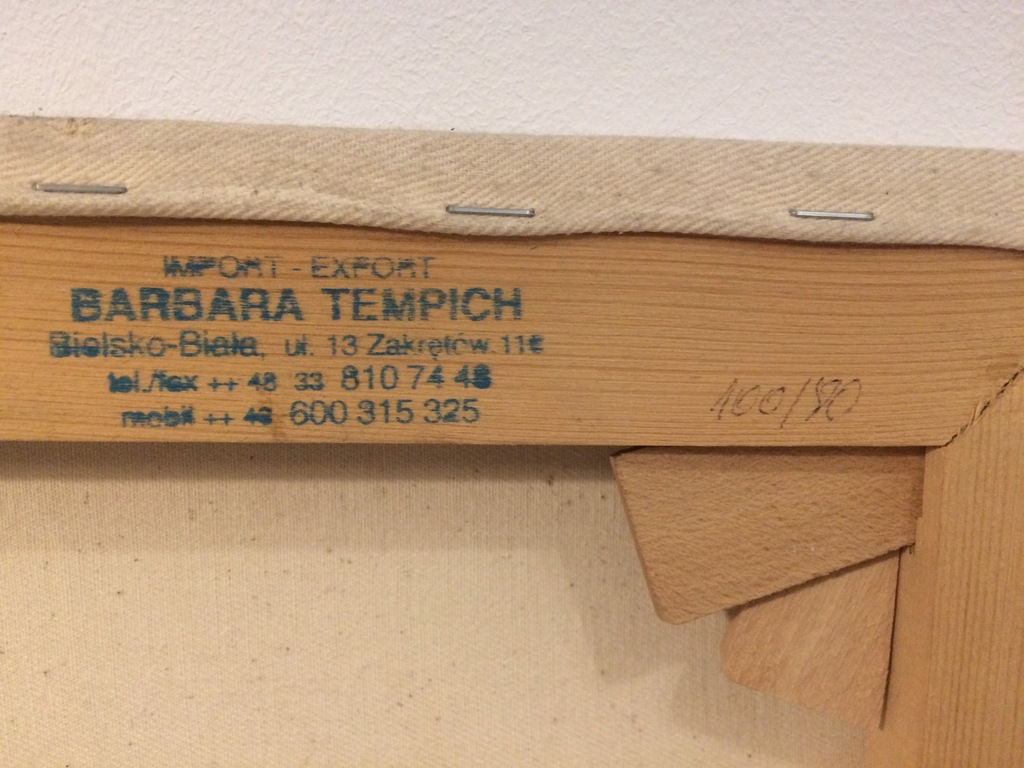 IMPORT - EXPORT
BARBARA TEMPICH
Bielsko-Biała, ul. 13 Zakrętów 11c
tel./fax ++ 48 33 810 74 48
mobil ++ 48 600 315 325
100/80